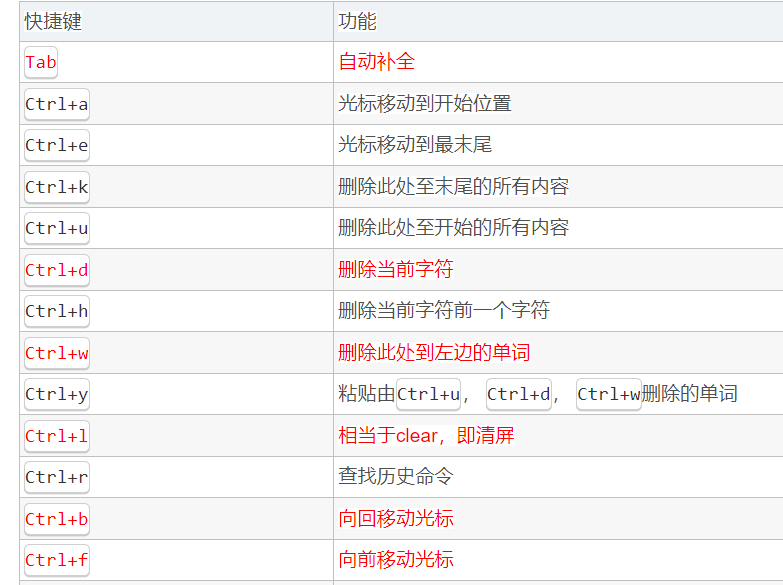 快捷键 功能
Tab 自动补全
Ctrl+a 光标移动到开始位置
Ctrl+e 光标移动到最末尾
Ctrl+k 删除此处至末尾的所有内容
Ctrl+u 删除此处至开始的所有内容
Ctrl+d 删除当前字符
Ctrl+h 删除当前字符前一个字符
Ctrl+w 删除此处到左边的单词
Ctrl+y 粘贴由Ctrl+u，Ctrl+d，Ctrl+w删除的单词
Ctrl+l 相当于clear，即清屏
Ctrl+r 查找历史命令
Ctrl+b 向回移动光标
Ctrl+f 向前移动光标